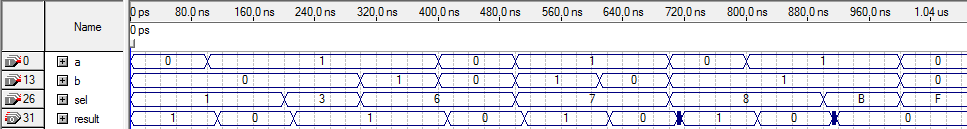 0 ps 80.0 ns 160.0 ns 240.0 ns 320.0 ns 400.0 ns 480.0 ns 560.0 ns 640.0 ns 720.0 ns 800.0 ns 880.0 ns 960.0 ns 1.04 us
Name
0 ps
0 a 0 1 0 1 0 1 0
13 b 0 1 0 1 0 1 0
26 sel 1 3 6 7 8 B F
31 result 1 0 1 0 1 0 1 0 0